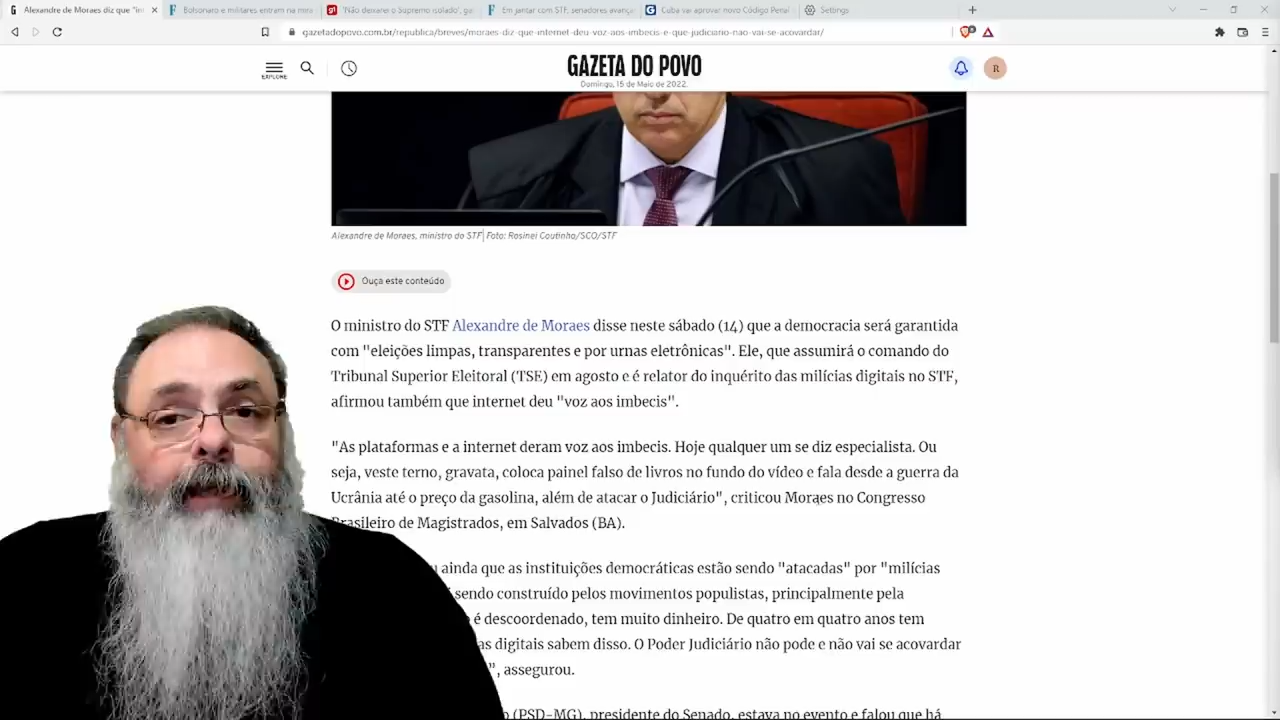 Alexandre de Moraes diz que "im
Bolsonaro e militares entram na mira
"Não deixarei o Supremo isolado", ga
Em jantar com STF, senadores avança
Cuba vai aprovar novo Código Penal
Settings
gazetadopovo.com.br/republica/breves/moraes-diz-que-internet-deu-voz-aos-imbecis-e-que-judiciario-nao-vai-se-acovardar/
EXPLORE
GAZETA DO POVO
R
Domingo, 15 de Maio de 2022.
Alexandre de Moraes, ministro do STF| Foto: Rosinei Coutinho/SCO/STF
Ouça este conteúdo
O ministro do STF Alexandre de Moraes disse neste sábado (14) que a democracia será garantida
com "eleições limpas, transparentes e por urnas eletrônicas". Ele, que assumirá o comando do
Tribunal Superior Eleitoral (TSE) em agosto e é relator do inquérito das milícias digitais no STF,
afirmou também que internet deu "voz aos imbecis".
"As plataformas e a internet deram voz aos imbecis. Hoje qualquer um se diz especialista. Ou
seja, veste terno, gravata, coloca painel falso de livros no fundo do vídeo e fala desde a guerra da
Ucrânia até o preço da gasolina, além de atacar o Judiciário", criticou Moraes no Congresso
Brasileiro de Magistrados, em Salvados (BA).
ainda que as instituições democráticas estão sendo "atacadas" por "milícias
sendo construído pelos movimentos populistas, principalmente pela
é descoordenado, tem muito dinheiro. De quatro em quatro anos tem
as digitais sabem disso. O Poder Judiciário não pode e não vai se acovardar
", assegurou.
(PSD-MG), presidente do Senado, estava no evento e falou que há